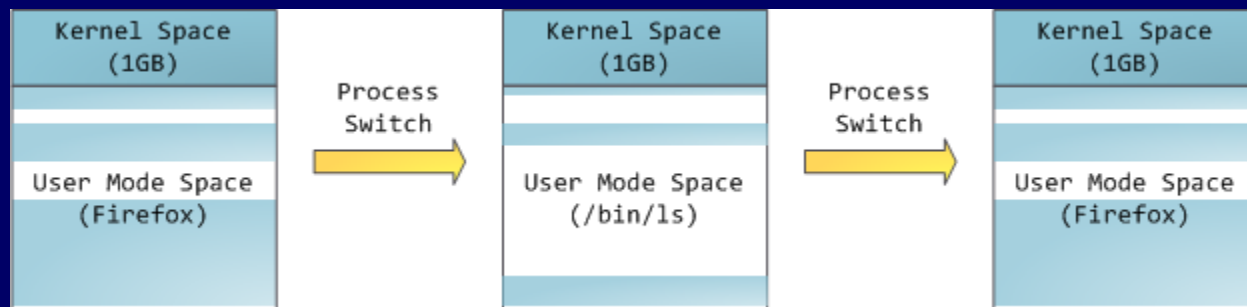 Kernel Space
(1GB)
User Mode Space
(Firefox)
Process
Switch
Kernel Space
(1GB)
User Mode Space
(/bin/ls)
Process
Switch
Kernel Space
(1GB)
User Mode Space
(Firefox)